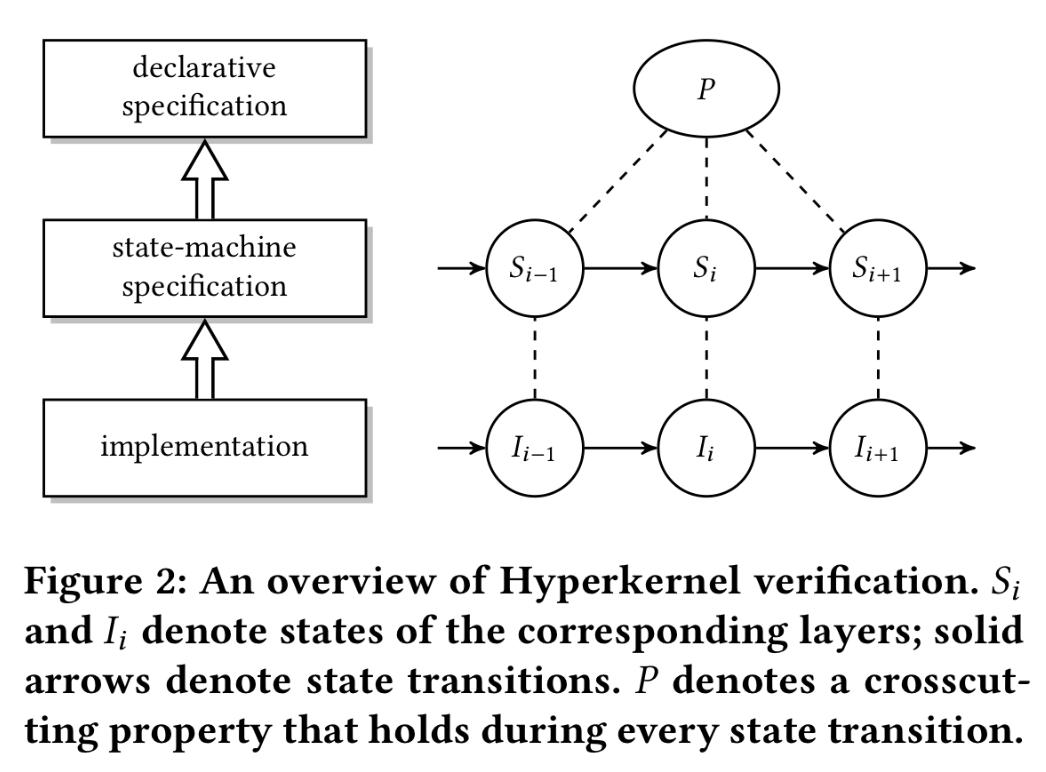 declarative
specification
P
state-machine
specification
S_{i−1}
S_i
S_{i+1}
implementation
I_{i−1}
I_i
I_{i+1}
Figure 2: An overview of Hyperkernel verification. S_i
and I_i denote states of the corresponding layers; solid
arrows denote state transitions. P denotes a crosscut-
ting property that holds during every state transition.